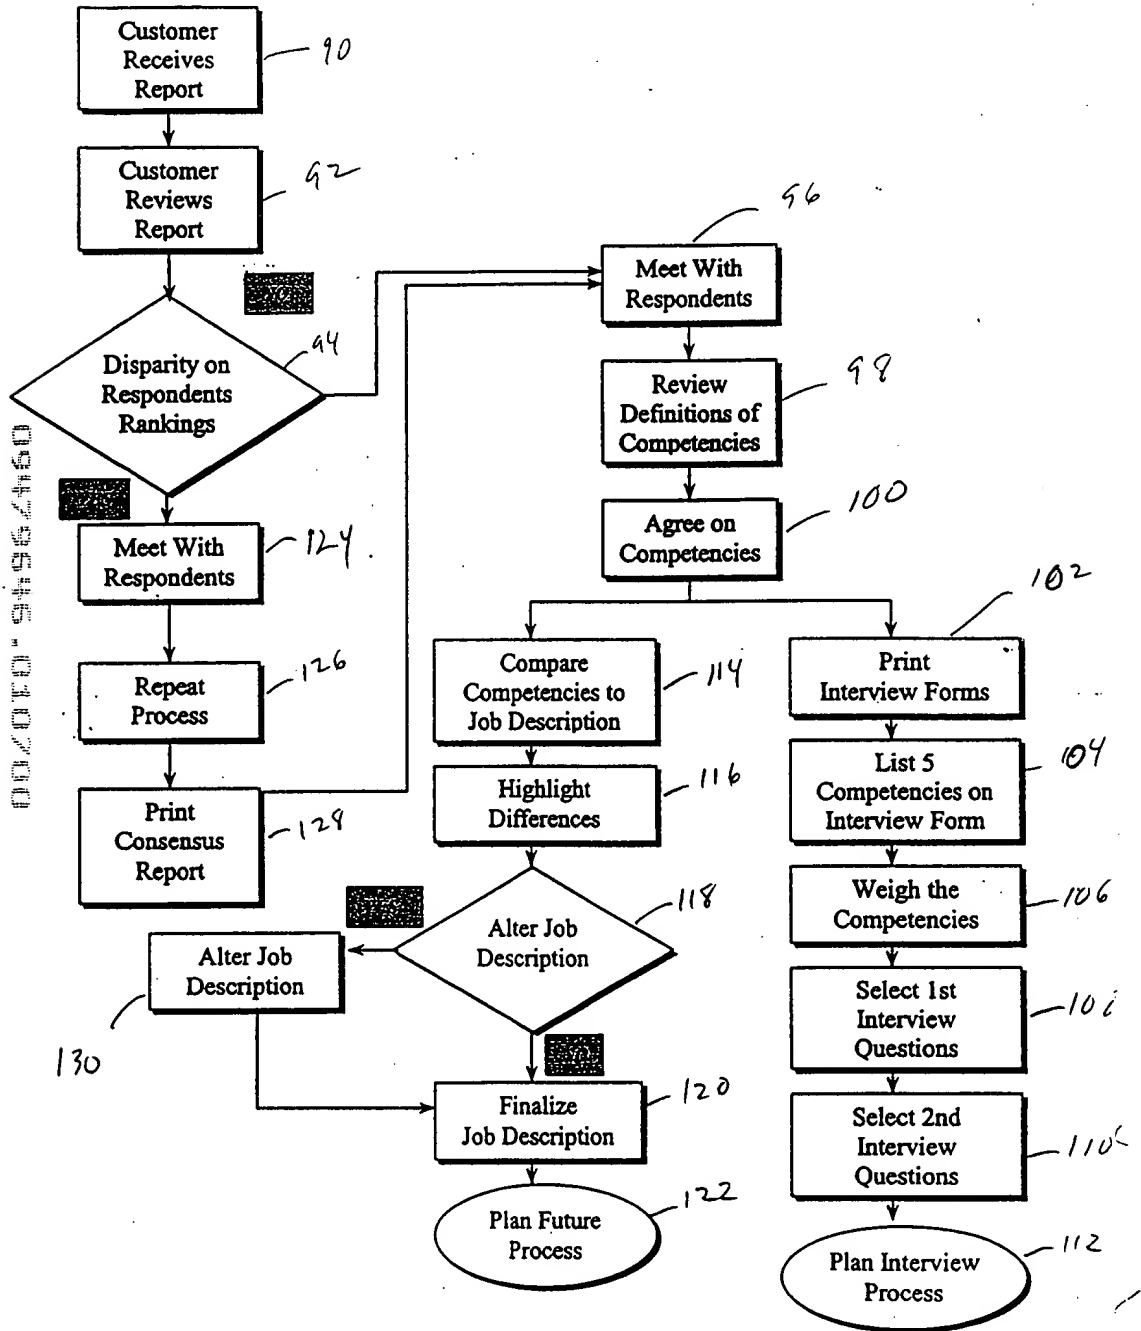 Customer
Receives
Report
90
Customer
Reviews
Report
92
Disparity on
Respondents
Rankings
94
Meet With
Respondents
124
Repeat
Process
126
Print
Consensus
Report
128
Meet With
Respondents
96
Review
Definitions of
Competencies
98
Agree on
Competencies
100
Compare
Competencies to
Job Description
114
Highlight
Differences
116
Alter Job
Description
118
Alter Job
Description
130
Finalize
Job Description
120
Plan Future
Process
122
Print
Interview Forms
102
List 5
Competencies on
Interview Form
104
Weigh the
Competencies
106
Select 1st
Interview
Questions
Select 2nd
Interview
Questions
110
Plan Interview
Process
112